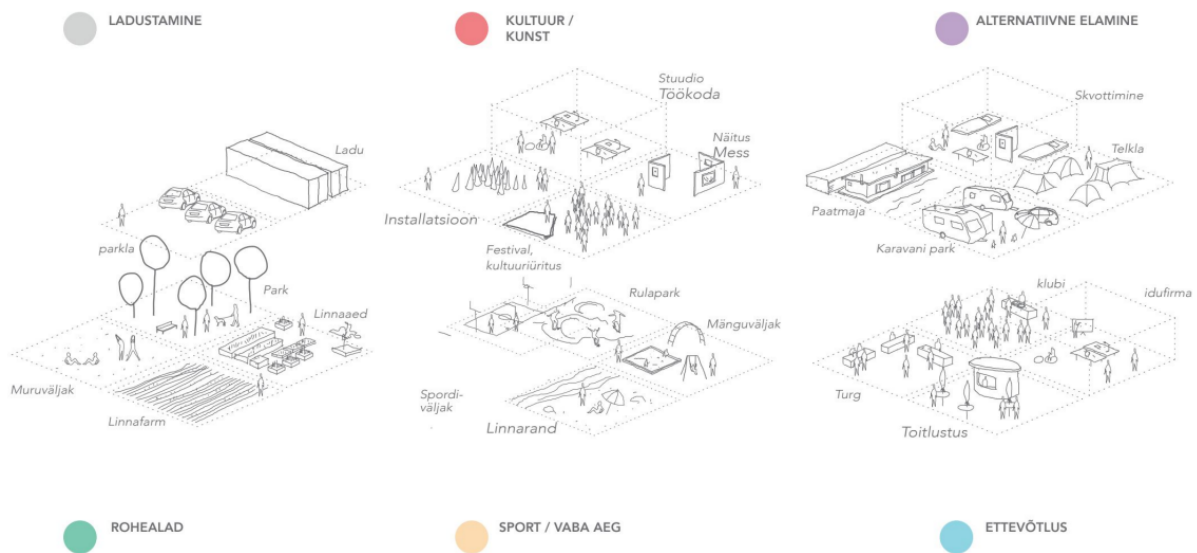 LADUSTAMINE
KULTUUR /
KUNST
ALTERNATIIVNE ELAMINE
Ladu
parkla
Stuudio
Töökoda
Näitus
Mess
Installatsioon
Festival,
kultuuriüritus
Skvottimine
Telkla
Paatmaja
Karavani park
Park
Linnaaed
Muruväljak
Linnafarm
Rulapark
Mänguväljak
Spordi-
väljak
Linnarand
klubi
idufirma
Turg
Toitlustus
ROHEALAD
SPORT / VABA AEG
ETTEVÕTLUS